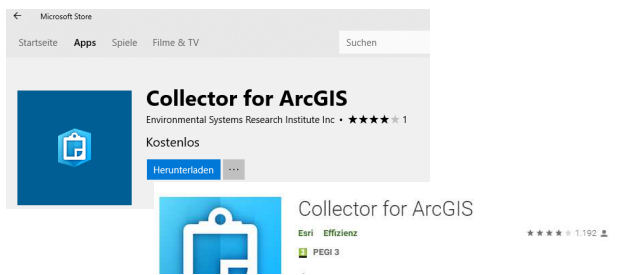 Microsoft Store
Startseite Apps Spiele Filme & TV Suchen
Collector for ArcGIS
Environmental Systems Research Institute Inc • ★★★★★ 1
Kostenlos
Herunterladen ...
Collector for ArcGIS
Esri Effizienz ★★★★★ 1.192
3 PEGI 3